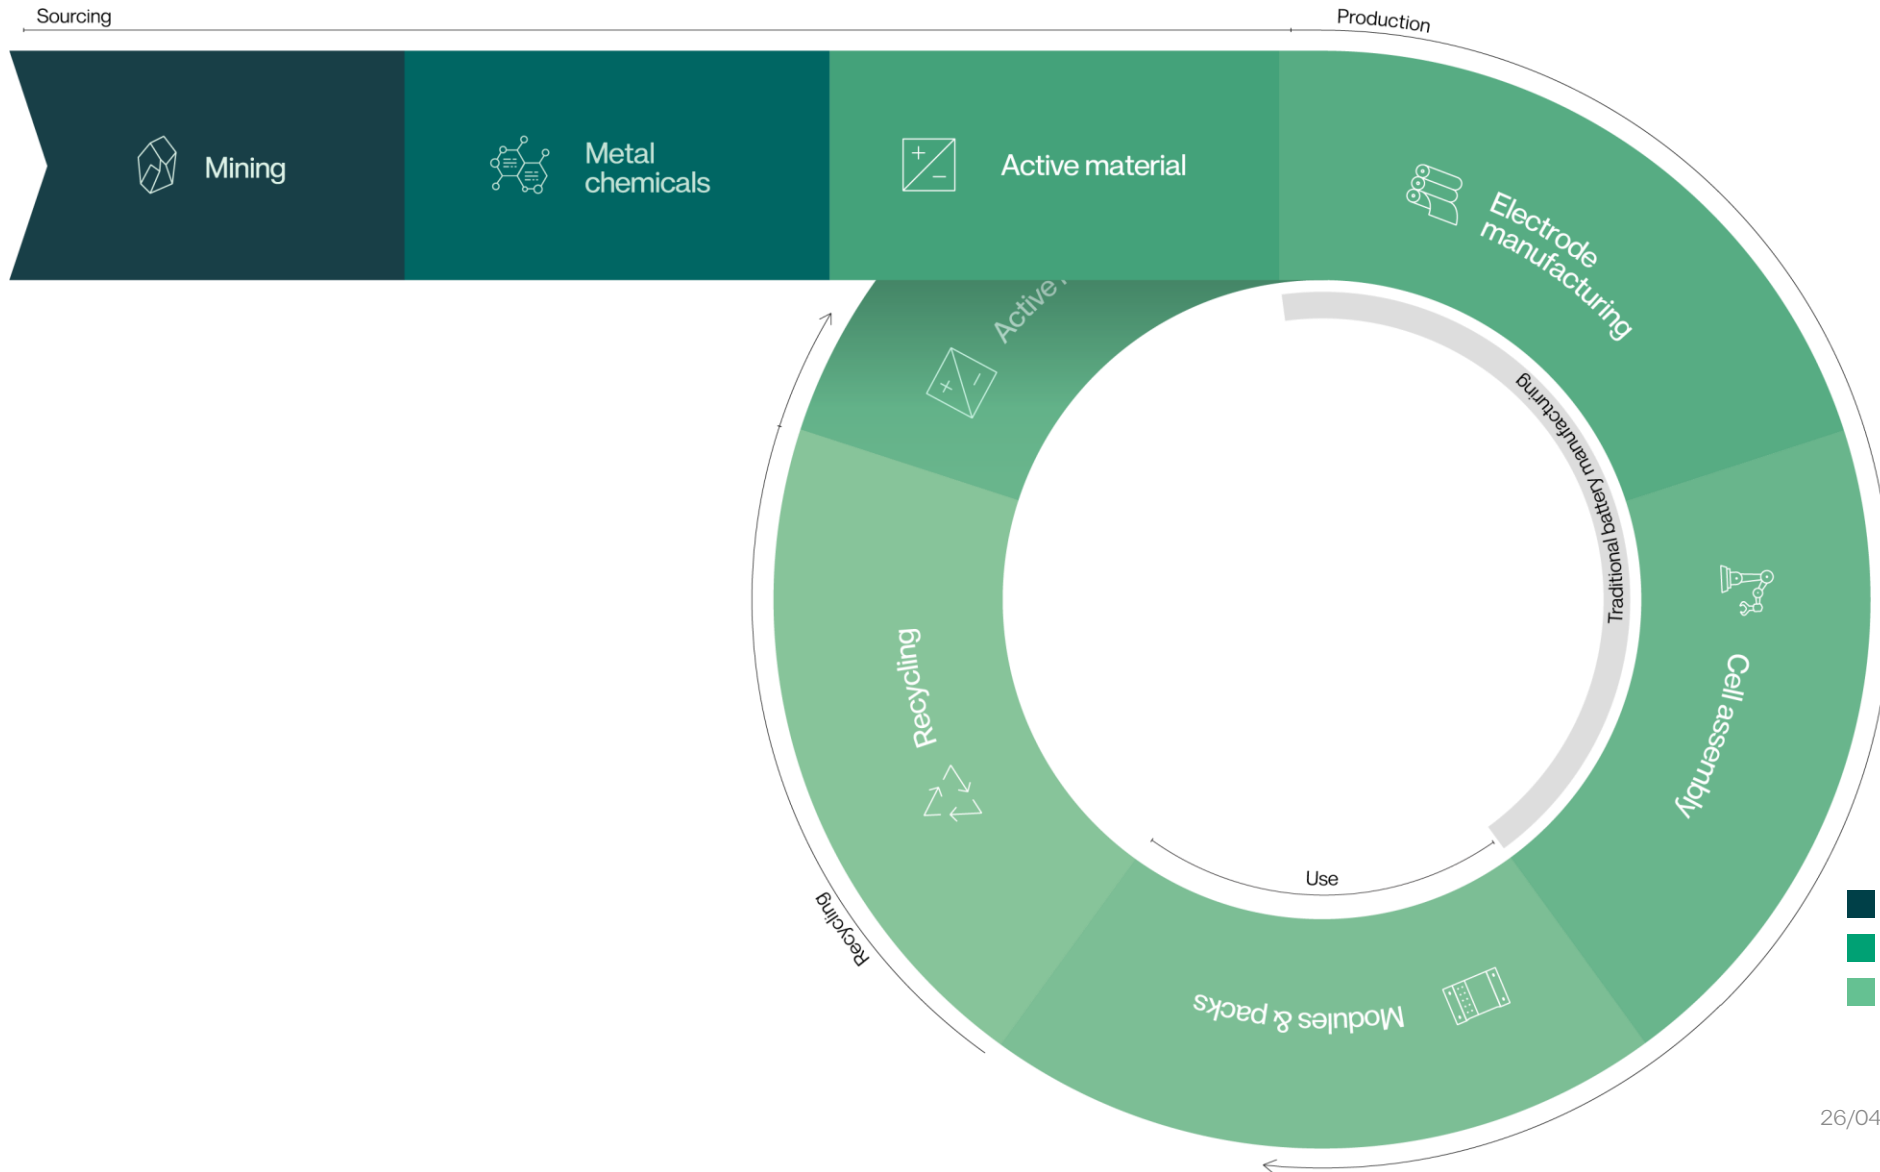 Sourcing
Production
Mining
Metal
chemicals
Active material
Electrode
manufacturing
Active
Traditional battery manufacturing
Cell assembly
Recycling
Use
Recycling
Modules & packs
26/04